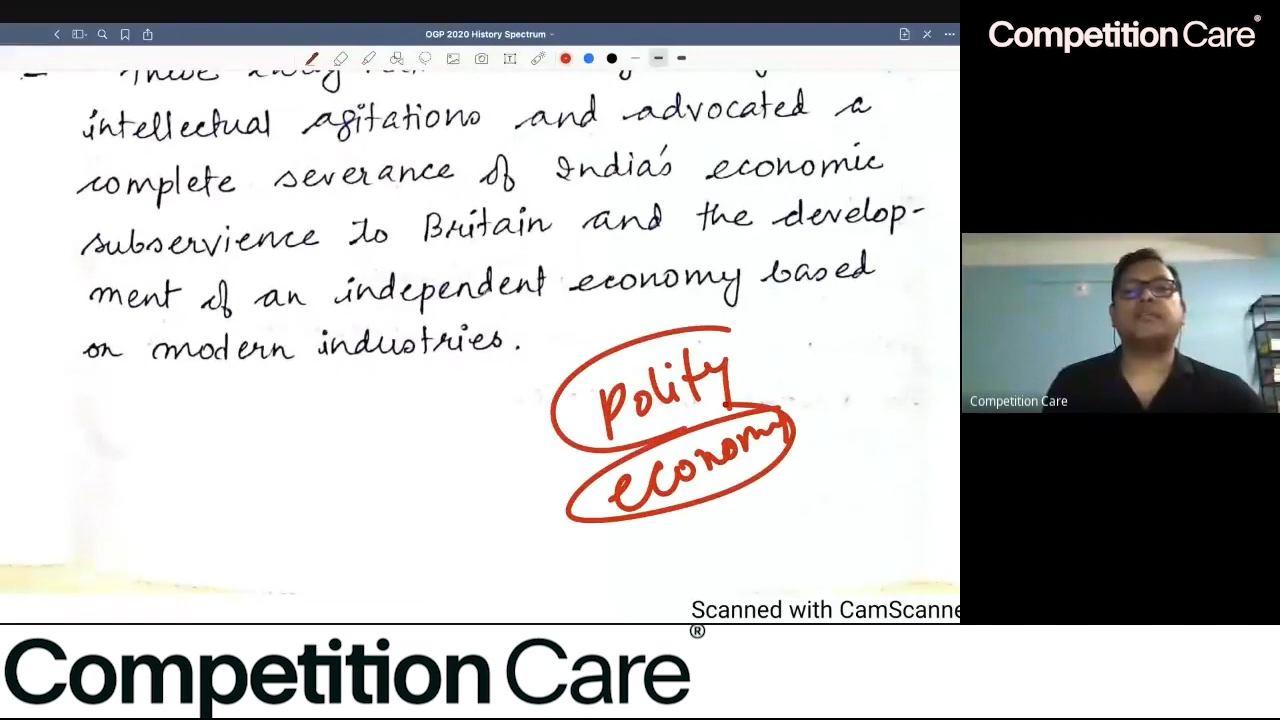 OGP 2020 History Spectrum
intellectual agitations and advocated a
complete severance of India's economic
subservience to Britain and the develop-
ment of an independent economy based
on modern industries.
Polity
economy
Scanned with CamScanne
Competition Care®
Competition Care
Competition Care®